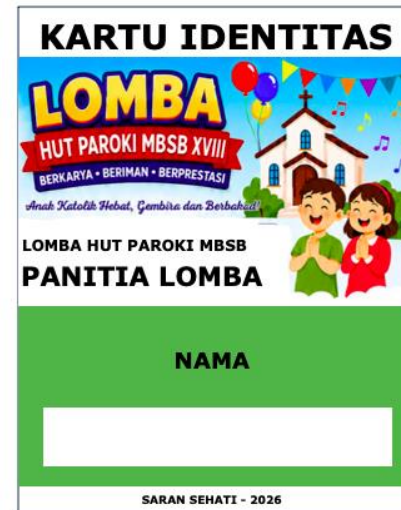 KARTU IDENTITAS
LOMBA
HUT PAROKI MBSB XVIII
BERKARYA • BERIMAN • BERPRESTASI
Anak Katolik Hebat, Gembira dan Berbakat!
LOMBA HUT PAROKI MBSB
PANITIA LOMBA
NAMA
SARAN SEHATI - 2026